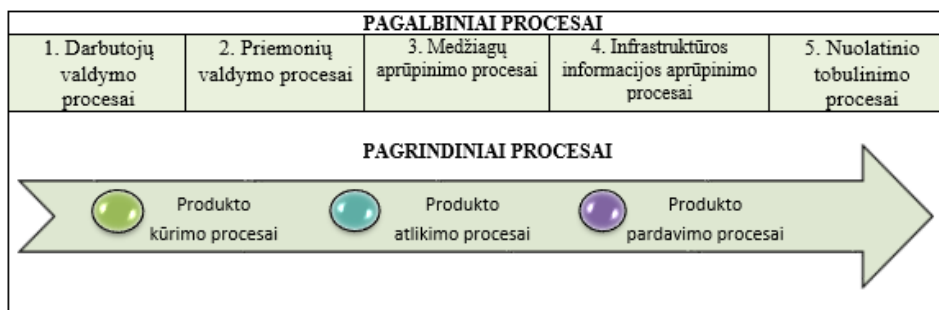 PAGALBINIAI PROCESAI
1. Darbutojų
valdymo
procesai
2. Priemonių
valdymo procesai
3. Medžiagų
aprūpinimo procesai
4. Infrastruktūros
informacijos aprūpinimo
procesai
5. Nuolatinio
tobulinimo
procesai
PAGRINDINIAI PROCESAI
Produkto
kūrimo procesai
Produkto
atlikimo procesai
Produkto
pardavimo procesai